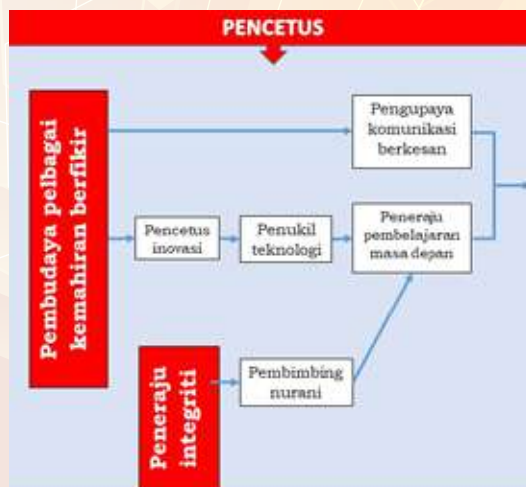 PENCETUS
Pembudaya pelbagai
kemahiran berfikir
Pengupaya
komunikasi
berkesan
Pencetus
inovasi
Penukil
teknologi
Peneraju
pembelajaran
masa depan
Peneraju
integriti
Pembimbing
nurani